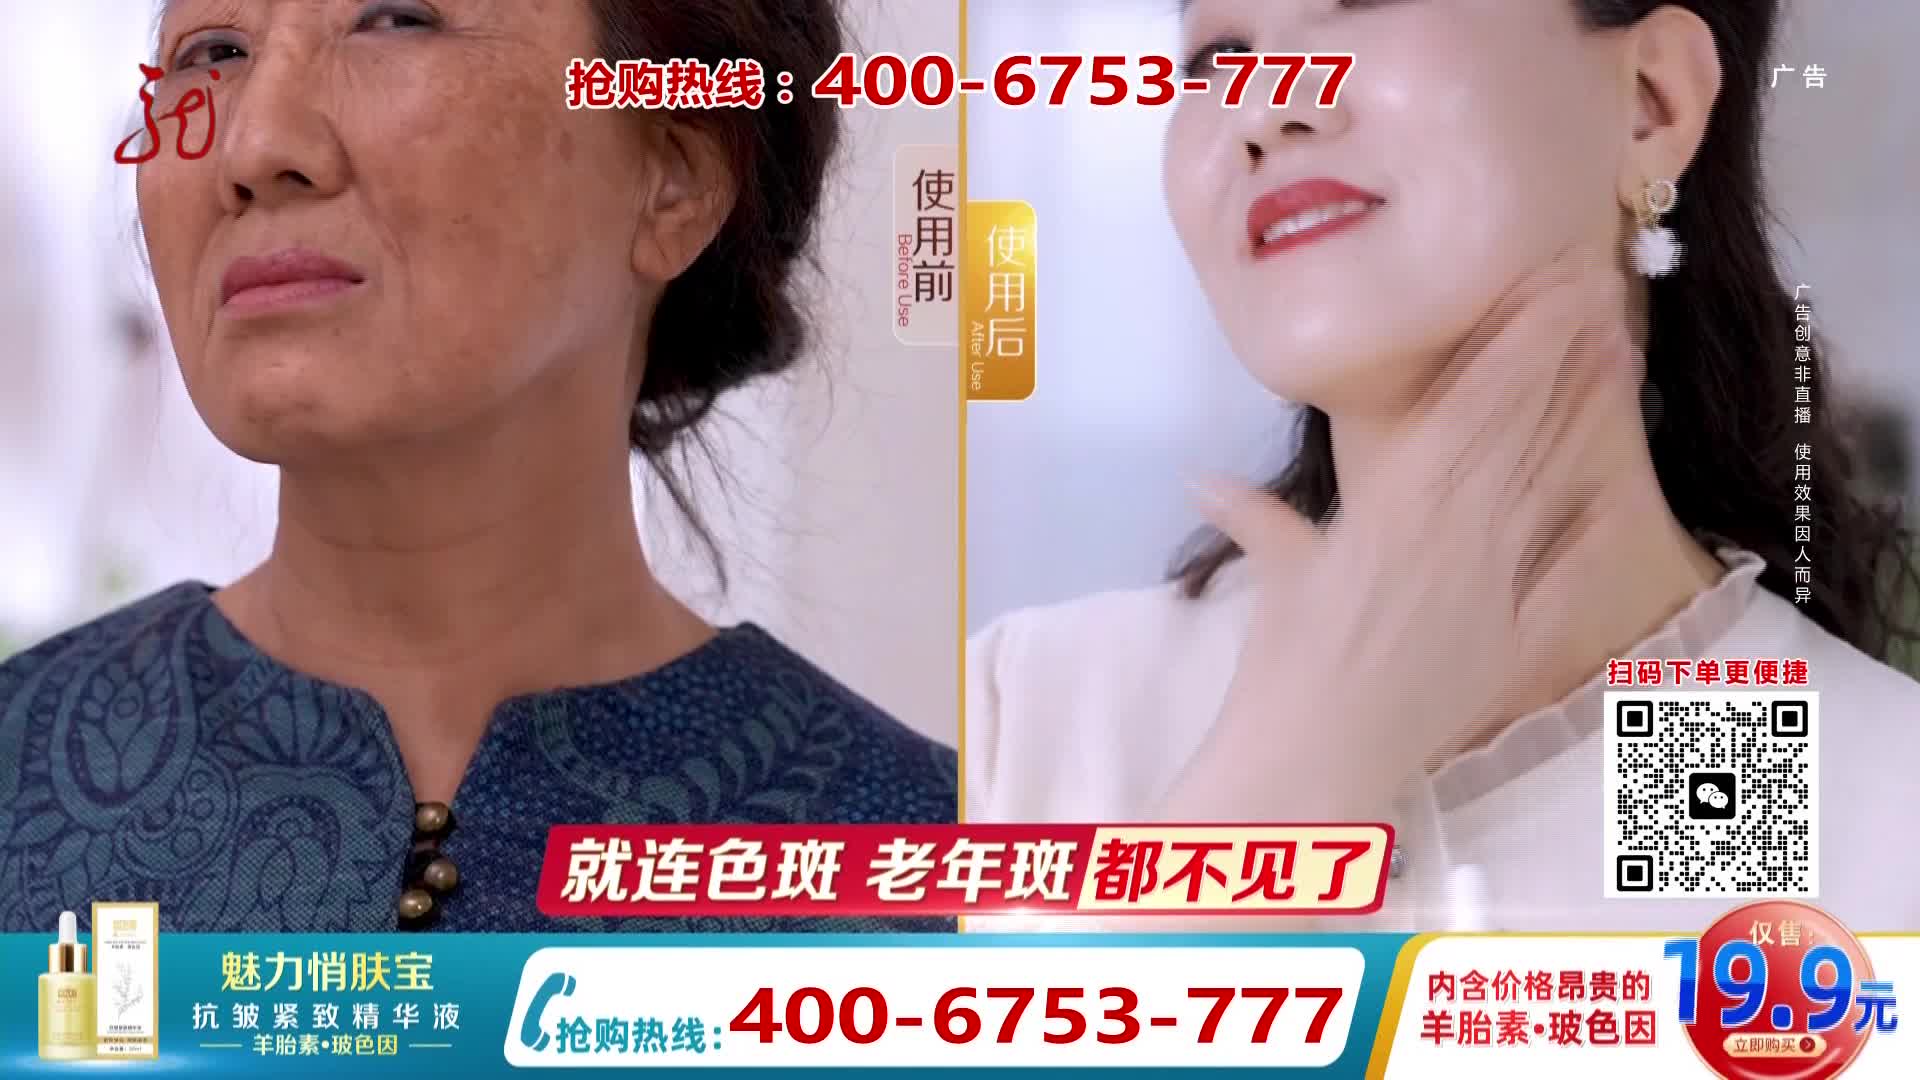 抢购热线：400-6753-777
广告
使用前
Before Use
使用后
After Use
广告创意非直播 使用效果因人而异
扫码下单更便捷
就连色斑 老年斑都不见了
魅力悄肤宝
抗皱紧致精华液
羊胎素•玻色因
抢购热线:400-6753-777
内含价格昂贵的
羊胎素•玻色因
仅售:
19.9元
立即购买